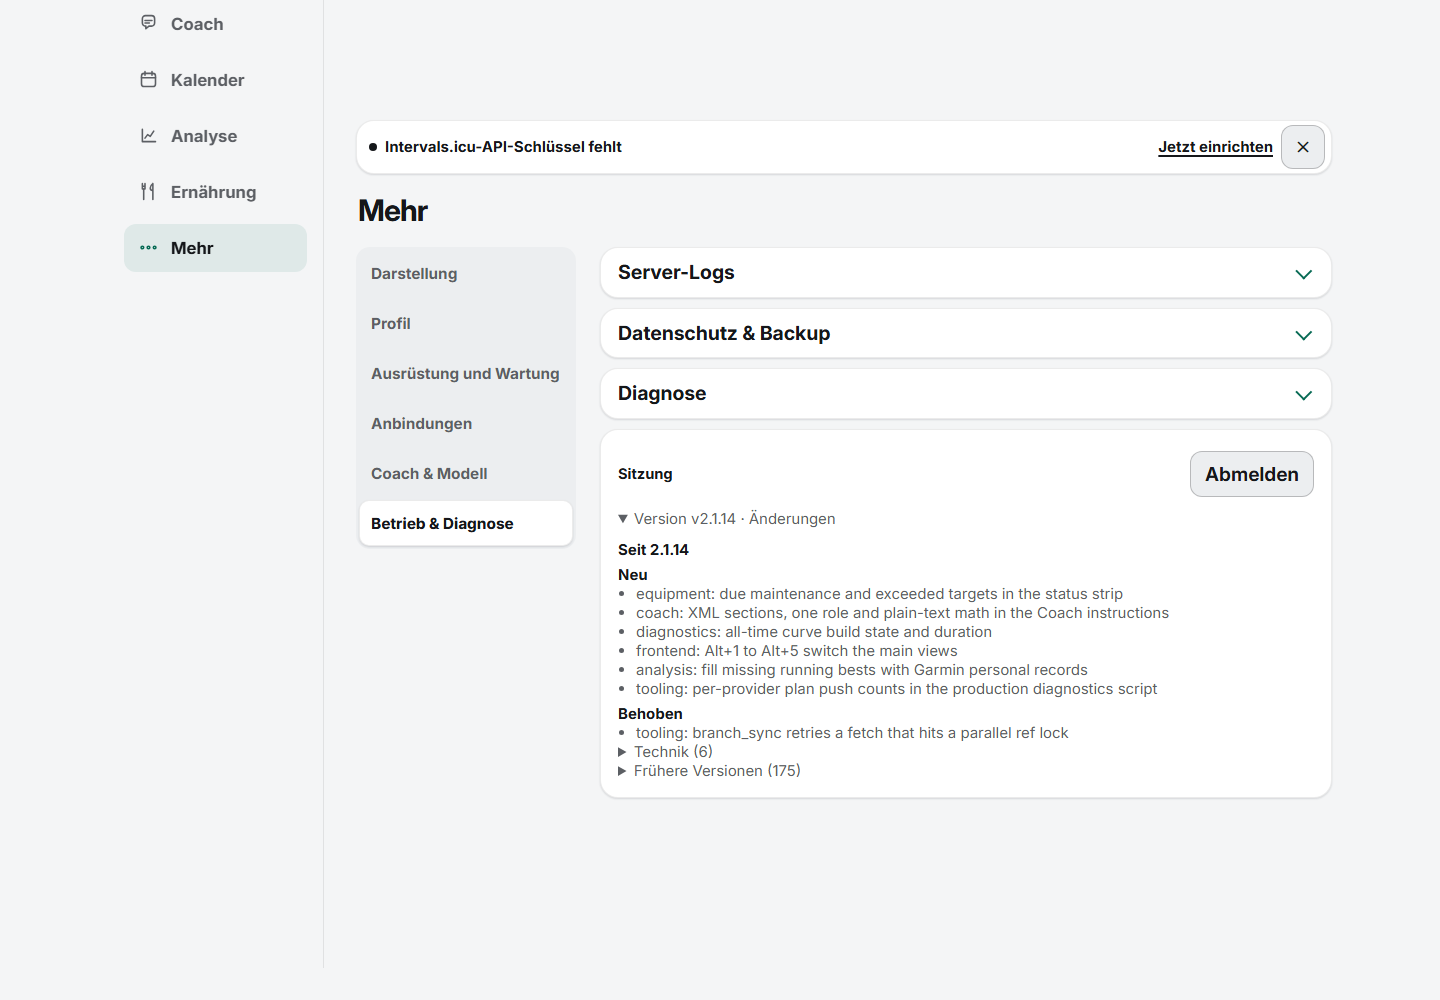 Coach
Kalender
Analyse
Ernährung
Mehr
Intervals.icu-API-Schlüssel fehlt
Jetzt einrichten
Mehr
Darstellung
Profil
Ausrüstung und Wartung
Anbindungen
Coach & Modell
Betrieb & Diagnose
Server-Logs
Datenschutz & Backup
Diagnose
Sitzung
Abmelden
Version v2.1.14 · Änderungen
Seit 2.1.14
Neu
• equipment: due maintenance and exceeded targets in the status strip
• coach: XML sections, one role and plain-text math in the Coach instructions
• diagnostics: all-time curve build state and duration
• frontend: Alt+1 to Alt+5 switch the main views
• analysis: fill missing running bests with Garmin personal records
• tooling: per-provider plan push counts in the production diagnostics script
Behoben
• tooling: branch_sync retries a fetch that hits a parallel ref lock
Technik (6)
Frühere Versionen (175)